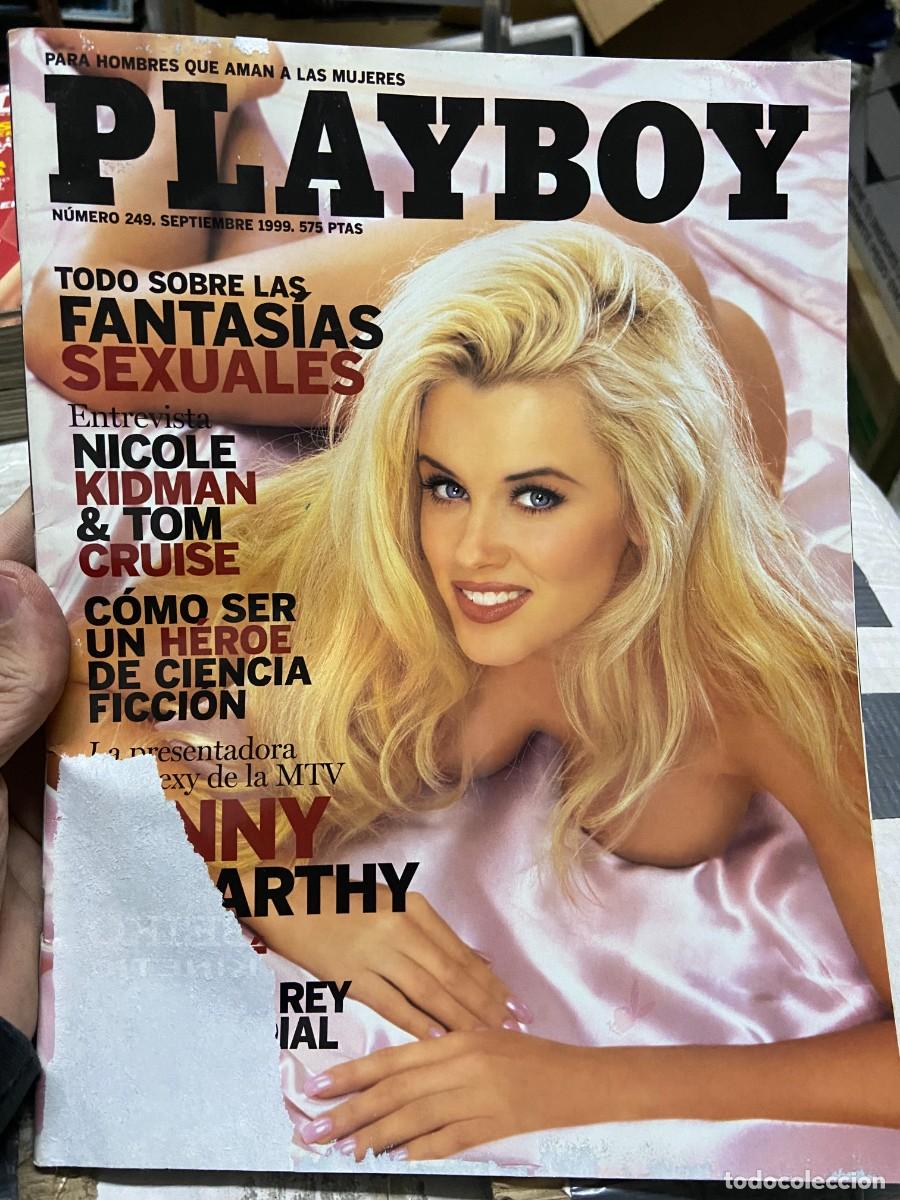 PARA HOMBRES QUE AMAN A LAS MUJERES
PLAYBOY
NÚMERO 249. SEPTIEMBRE 1999. 575 PTAS
TODO SOBRE LAS
FANTASÍAS
SEXUALES
Entrevista
NICOLE
KIDMAN
& TOM
CRUISE
CÓMO SER
UN HÉROE
DE CIENCIA
FICCIÓN
La presentadora
exy de la MTV
NNY
ARTHY
REY
IAL
todocoleccion